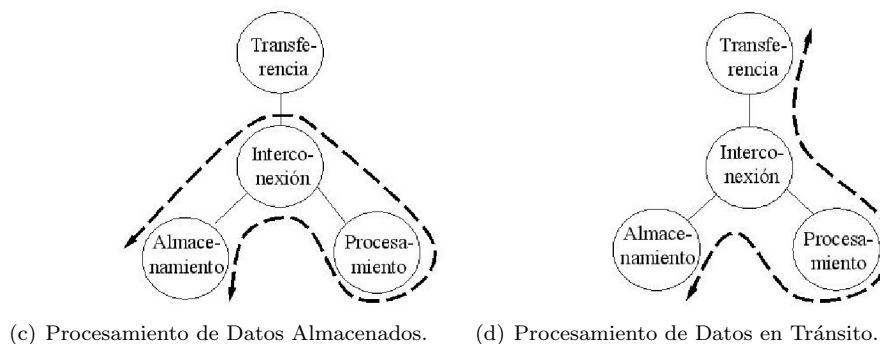 Transfe-
rencia
Interco-
nexión
Almace-
namiento
Procesa-
miento
(c) Procesamiento de Datos Almacenados.
Transfe-
rencia
Interco-
nexión
Almace-
namiento
Procesa-
miento
(d) Procesamiento de Datos en Tránsito.